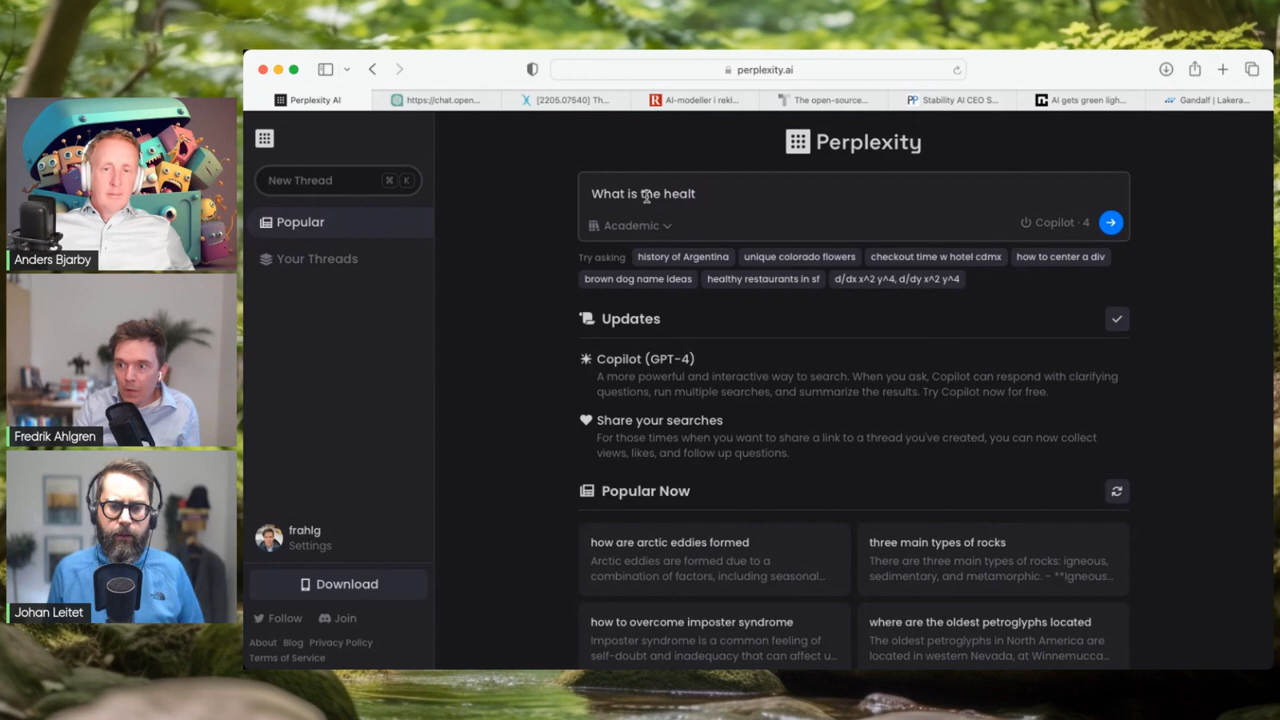 Anders Bjarby
Fredrik Ahlgren
Johan Leitet
perplexity.ai
Perplexity AI
https://chat.open...
[2205.07540] Th...
AI-modeller i rekl...
The open-source...
Stability AI CEO S...
AI gets green ligh...
Gandalf | Lakera...
New Thread
⌘ K
Popular
Your Threads
frahlg
Settings
Download
Follow Join
About Blog Privacy Policy
Terms of Service
Perplexity
What is the healt
Academic
Copilot · 4
Try asking history of Argentina unique colorado flowers checkout time w hotel cdmx how to center a div
brown dog name ideas healthy restaurants in sf d/dx x^2 y^4, d/dy x^2 y^4
Updates
Copilot (GPT-4)
A more powerful and interactive way to search. When you ask, Copilot can respond with clarifying
questions, run multiple searches, and summarize the results. Try Copilot now for free.
Share your searches
For those times when you want to share a link to a thread you've created, you can now collect
views, likes, and follow up questions.
Popular Now
how are arctic eddies formed
Arctic eddies are formed due to a
combination of factors, including seasonal...
three main types of rocks
There are three main types of rocks: igneous,
sedimentary, and metamorphic. - **Igneous...
how to overcome imposter syndrome
Imposter syndrome is a common feeling of
self-doubt and inadequacy that can affect u...
where are the oldest petroglyphs located
The oldest petroglyphs in North America are
located in western Nevada, at Winnemucca...